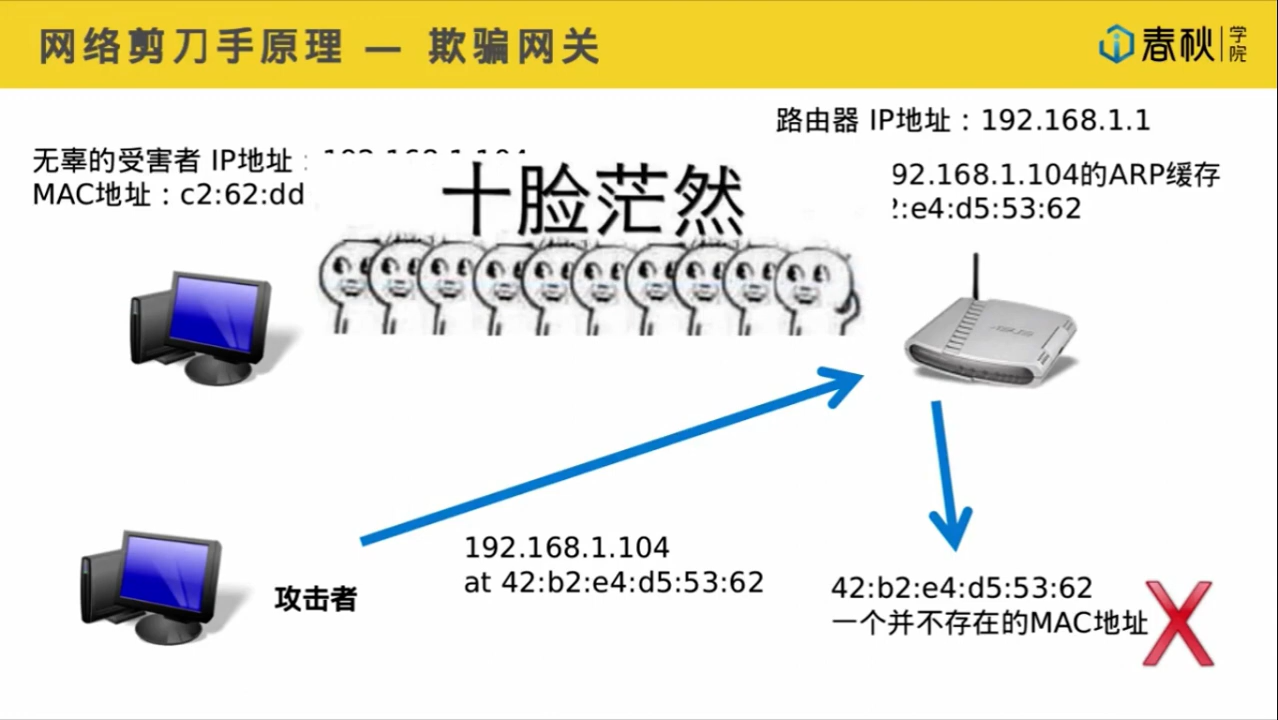 网络剪刀手原理 — 欺骗网关
春秋 学院
路由器 IP地址：192.168.1.1
无辜的受害者 IP地址：192.168.1.104
MAC地址：c2:62:dd
十脸茫然
92.168.1.104的ARP缓存
:e4:d5:53:62
ASUS
攻击者
192.168.1.104
at 42:b2:e4:d5:53:62
42:b2:e4:d5:53:62
一个并不存在的MAC地址